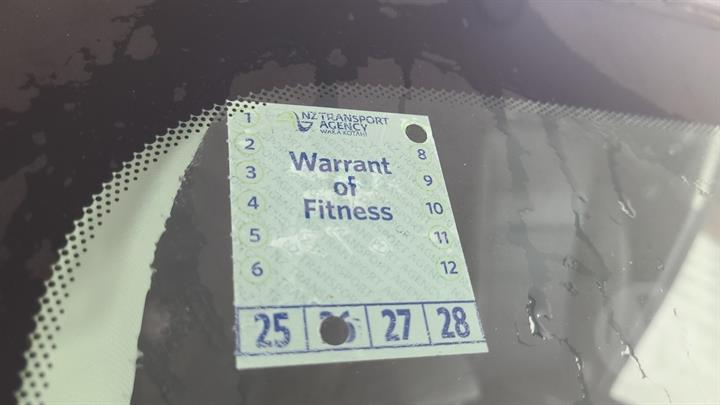 NZ TRANSPORT
AGENCY
WAKA KOTAHI
Warrant
of
Fitness
1
2
3
4
5
6
8
9
10
11
12
25 26 27 28